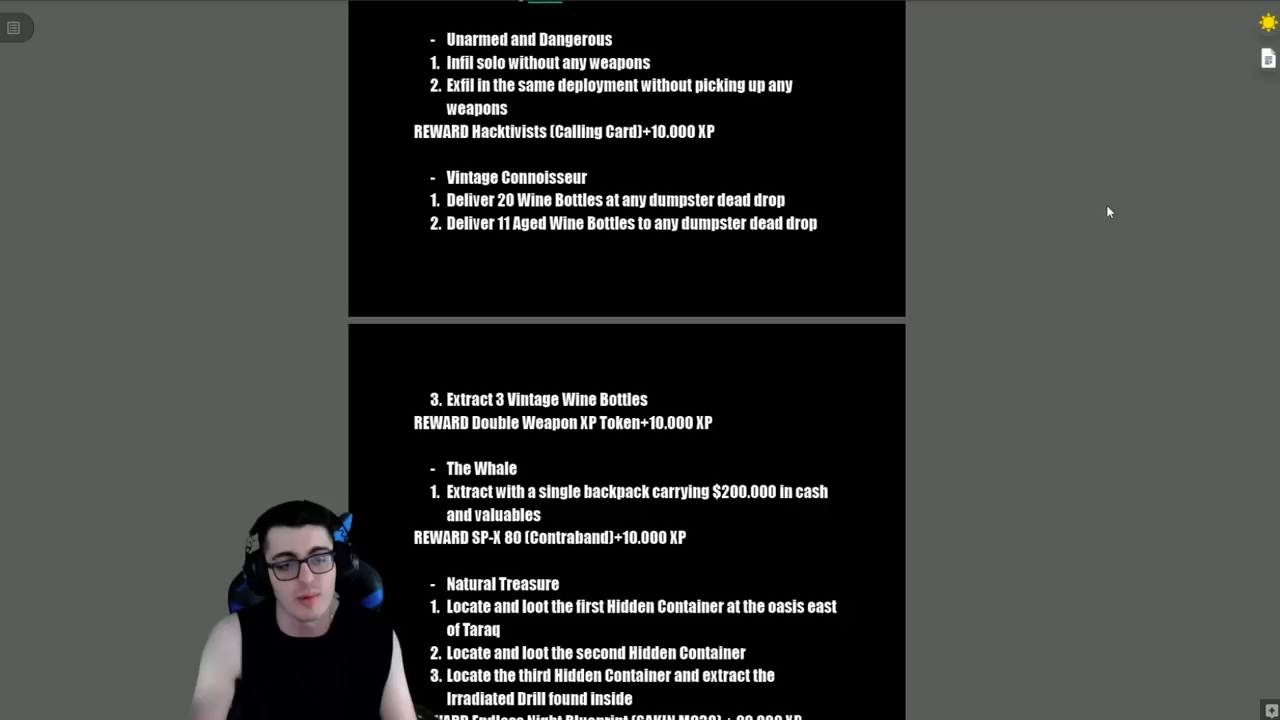 - Unarmed and Dangerous
1. Infil solo without any weapons
2. Exfil in the same deployment without picking up any
weapons
REWARD Hacktivists (Calling Card)+10.000 XP
- Vintage Connoisseur
1. Deliver 20 Wine Bottles at any dumpster dead drop
2. Deliver 11 Aged Wine Bottles to any dumpster dead drop
3. Extract 3 Vintage Wine Bottles
REWARD Double Weapon XP Token+10.000 XP
- The Whale
1. Extract with a single backpack carrying $200.000 in cash
and valuables
REWARD SP-X 80 (Contraband)+10.000 XP
- Natural Treasure
1. Locate and loot the first Hidden Container at the oasis east
of Taraq
2. Locate and loot the second Hidden Container
3. Locate the third Hidden Container and extract the
Irradiated Drill found inside
Endless Night Blueprint